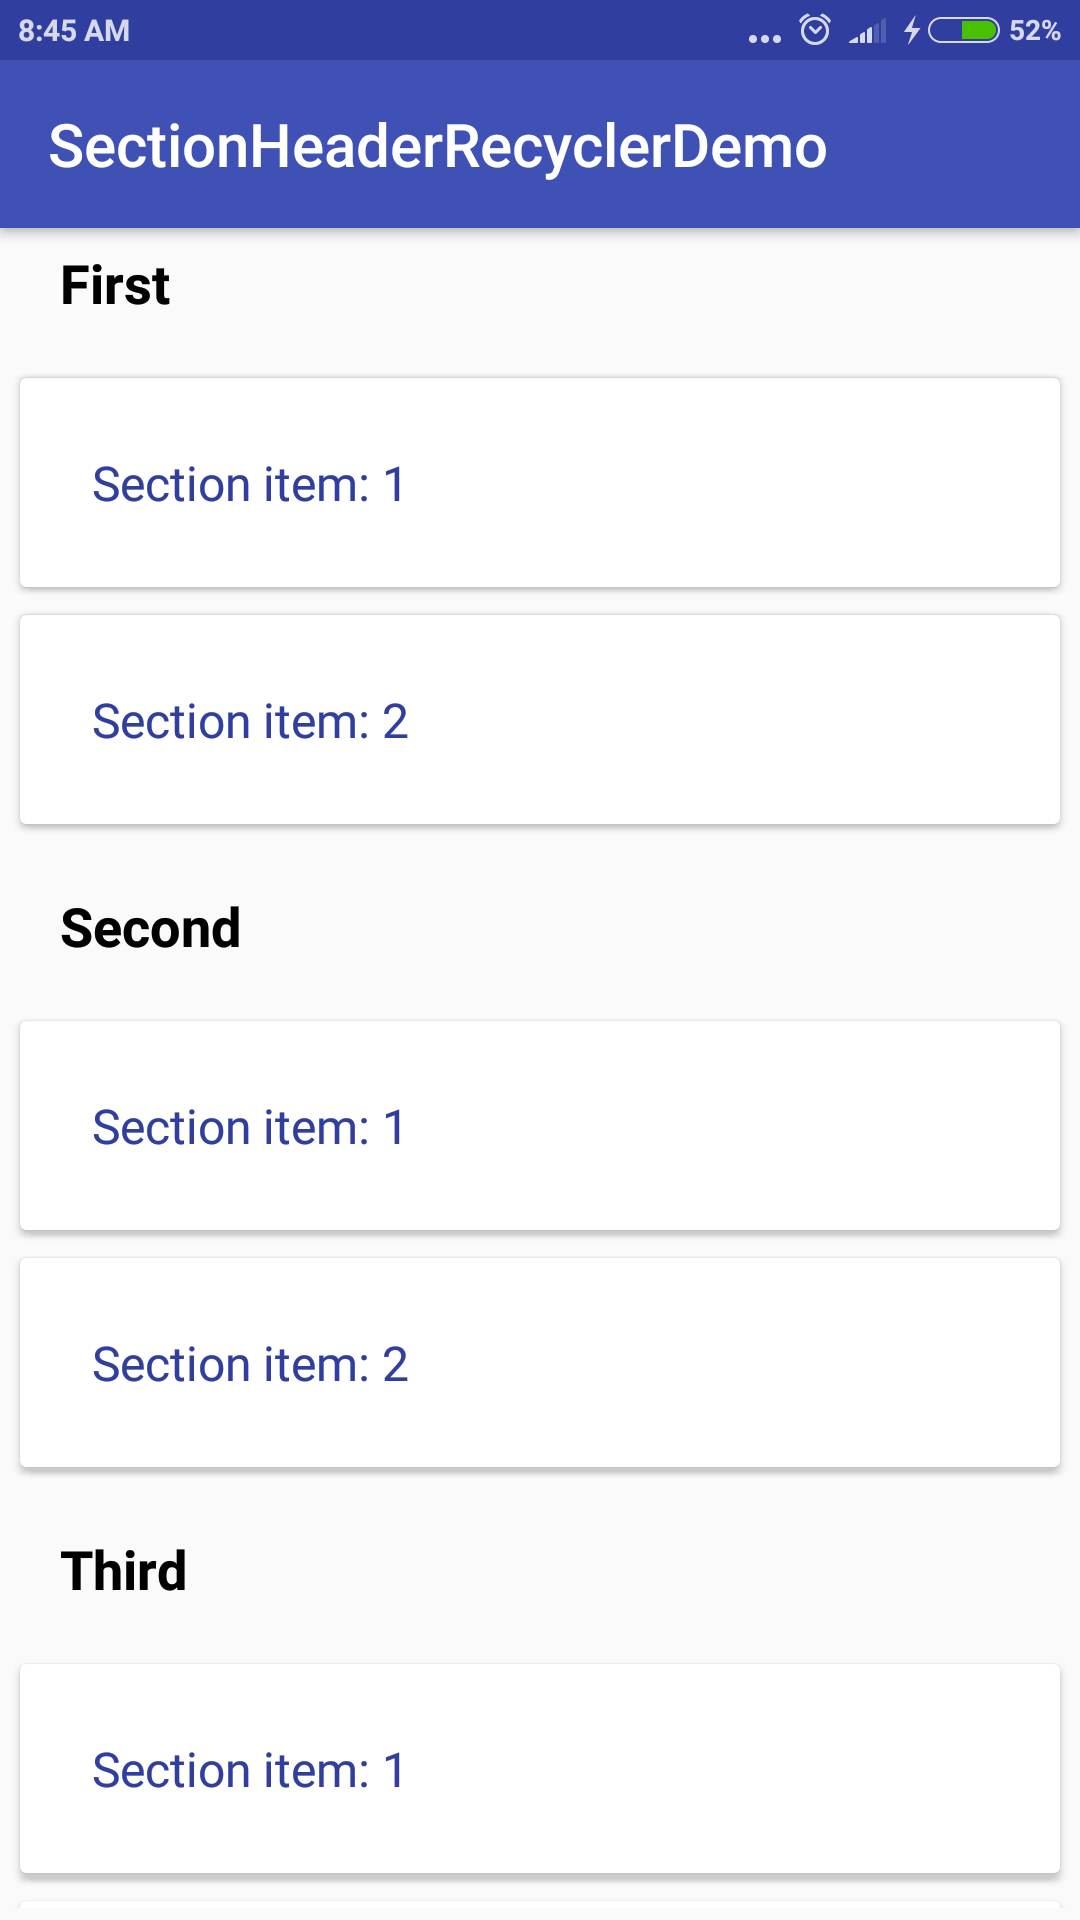 8:45 AM ... 52%
SectionHeaderRecyclerDemo
First
Section item: 1
Section item: 2
Second
Section item: 1
Section item: 2
Third
Section item: 1